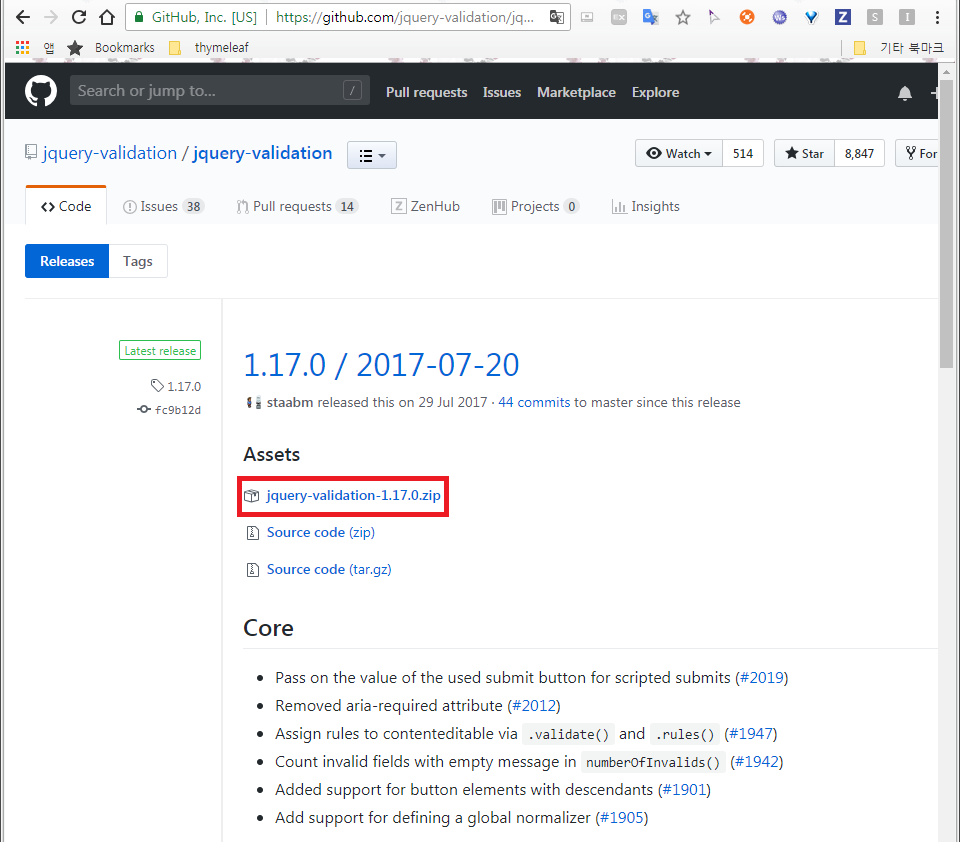 GitHub, Inc. [US] https://github.com/jquery-validation/jq...
앱 Bookmarks thymeleaf 기타 북마크
Search or jump to... / Pull requests Issues Marketplace Explore
jquery-validation / jquery-validation Watch 514 Star 8,847 For
Code Issues 38 Pull requests 14 Z ZenHub Projects 0 Insights
Releases Tags
Latest release
1.17.0 / 2017-07-20
1.17.0
staabm released this on 29 Jul 2017 · 44 commits to master since this release
fc9b12d
Assets
jquery-validation-1.17.0.zip
Source code (zip)
Source code (tar.gz)
Core
Pass on the value of the used submit button for scripted submits (#2019)
Removed aria-required attribute (#2012)
Assign rules to contenteditable via .validate() and .rules() (#1947)
Count invalid fields with empty message in numberOfInvalids() (#1942)
Added support for button elements with descendants (#1901)
Add support for defining a global normalizer (#1905)